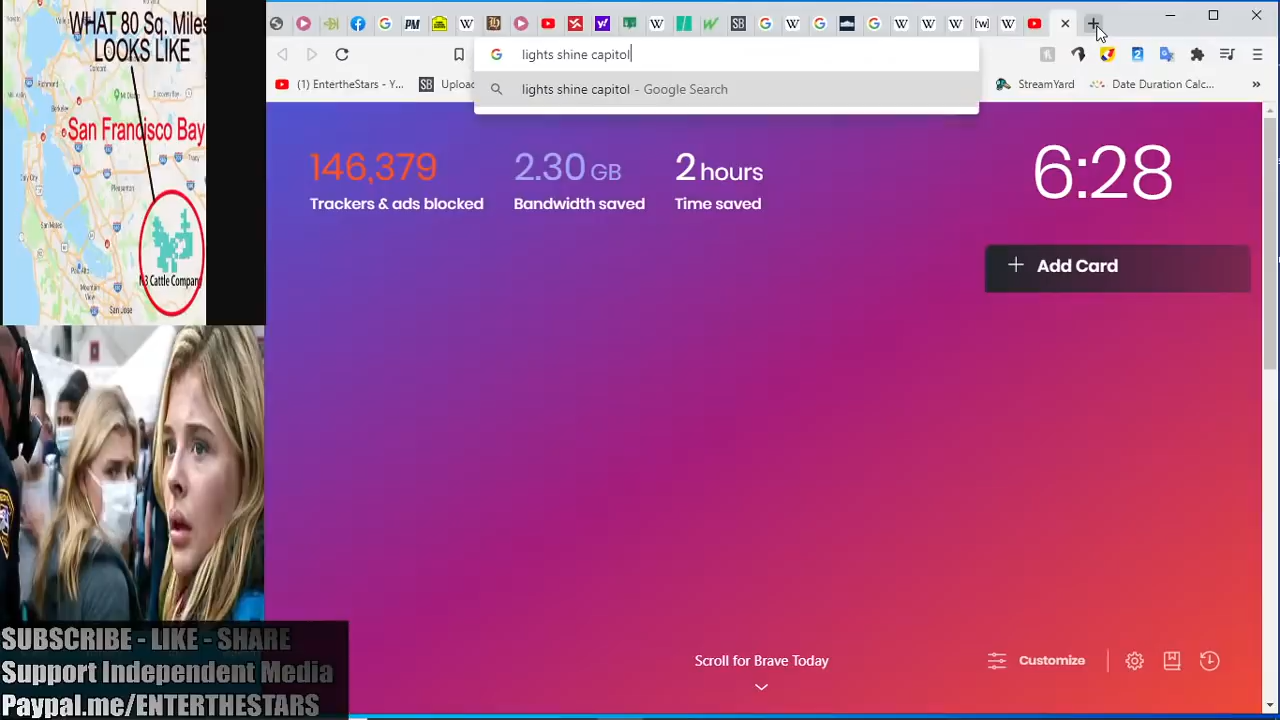 WHAT 80 Sq. Miles
LOOKS LIKE
San Francisco Bay
N3 Cattle Company
San Jose
lights shine capitol
lights shine capitol - Google Search
(1) EntertheStars - Y...
Upload
StreamYard
Date Duration Calc...
146,379
Trackers & ads blocked
2.30 GB
Bandwidth saved
2 hours
Time saved
6:28
Add Card
Scroll for Brave Today
Customize
SUBSCRIBE - LIKE - SHARE
Support Independent Media
Paypal.me/ENTERTHESTARS